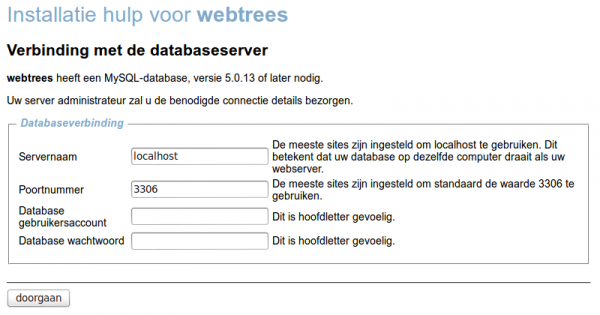 Installatie hulp voor webtrees
Verbinding met de databaseserver
webtrees heeft een MySQL-database, versie 5.0.13 of later nodig.
Uw server administrateur zal u de benodigde connectie details bezorgen.
Databaseverbinding
Servernaam
localhost
De meeste sites zijn ingesteld om localhost te gebruiken. Dit
betekent dat uw database op dezelfde computer draait als uw
webserver.
Poortnummer
3306
De meeste sites zijn ingesteld om standaard de waarde 3306 te
gebruiken.
Database
gebruikersaccount
Dit is hoofdletter gevoelig.
Database wachtwoord
Dit is hoofdletter gevoelig.
doorgaan